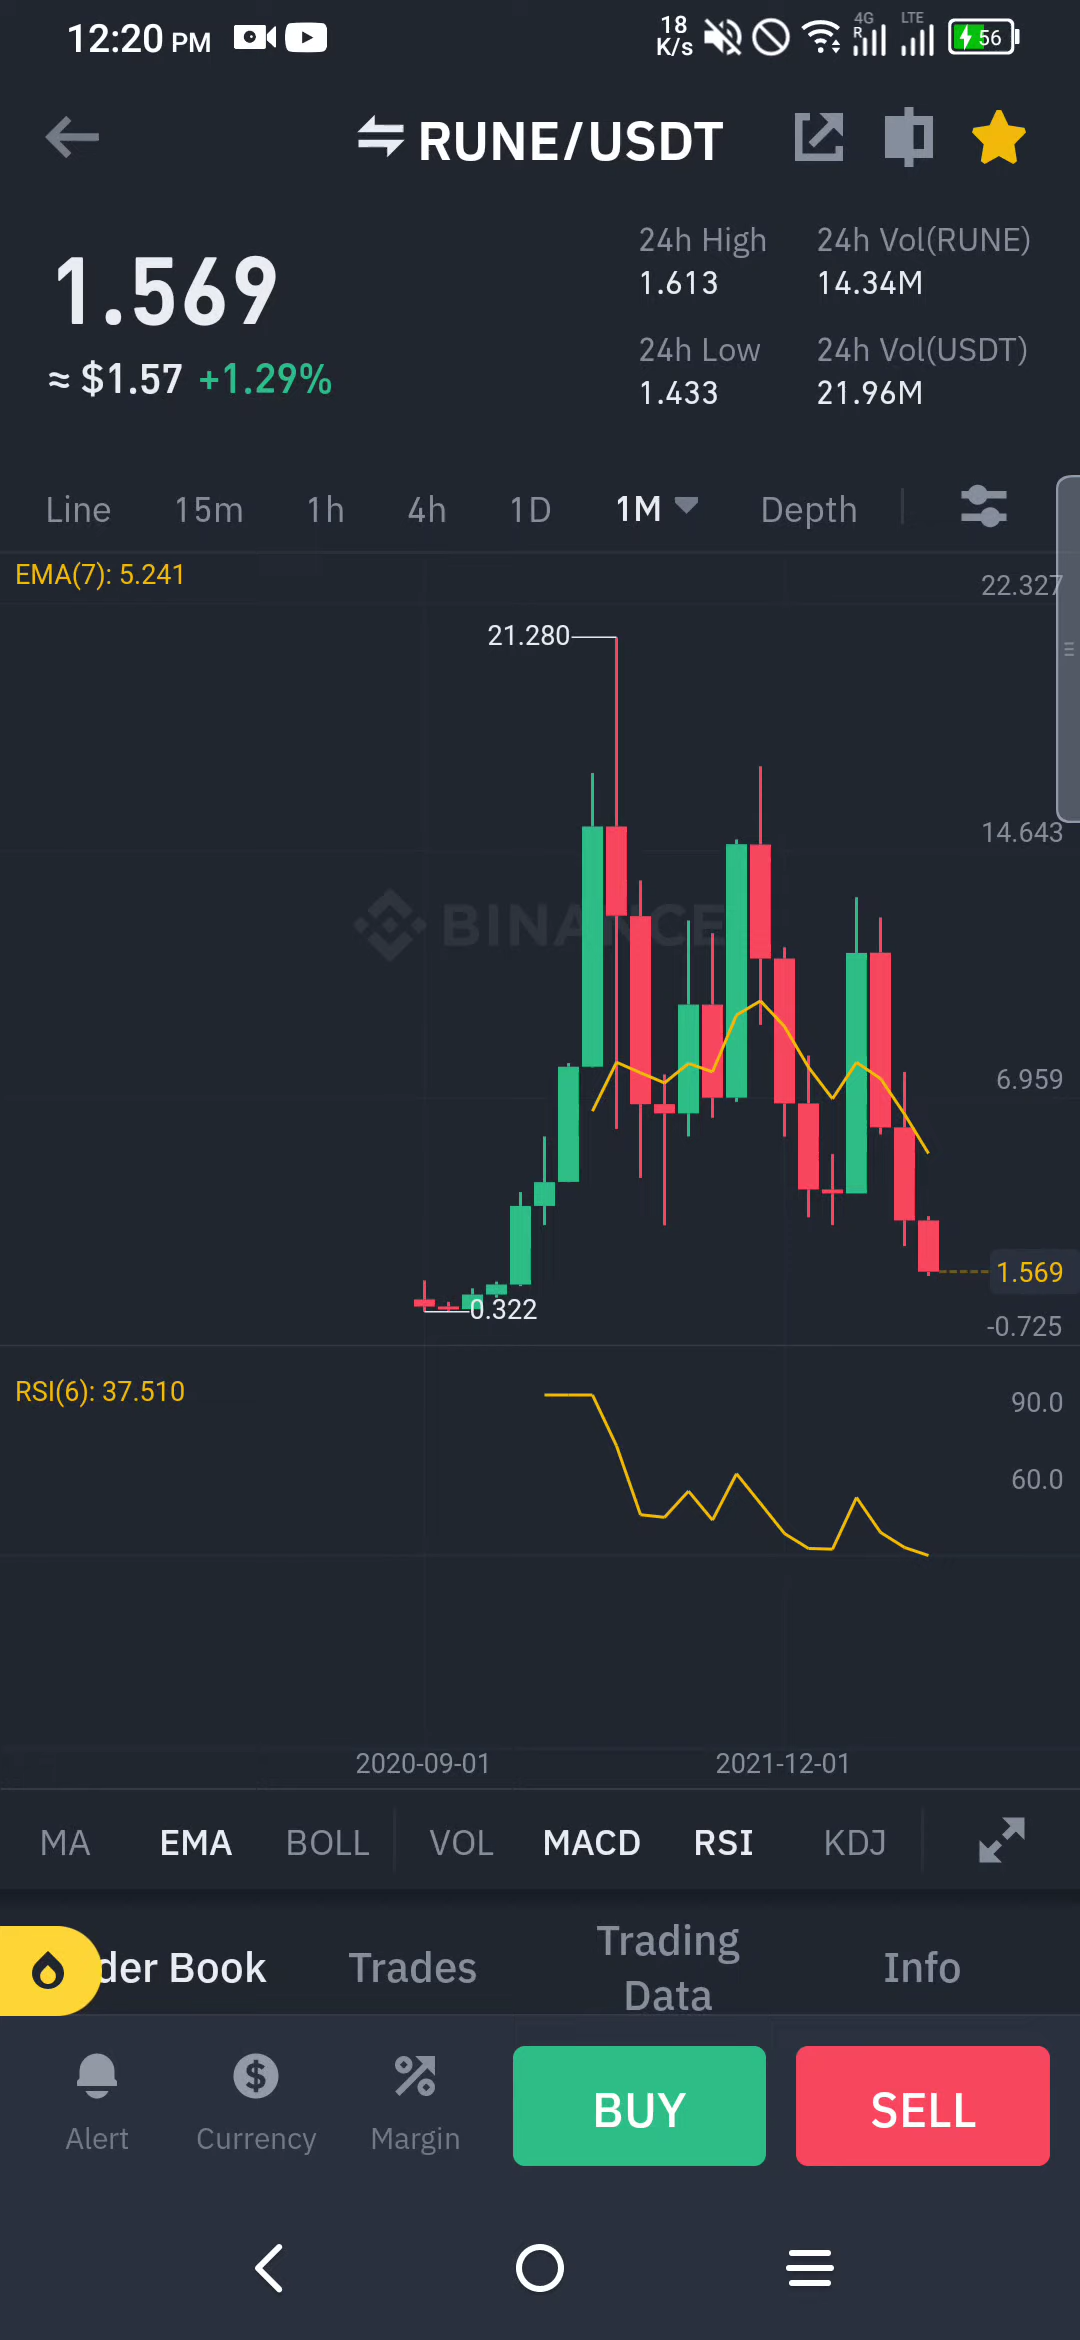 12:20 PM
18 K/s
4G
R
LTE
56
RUNE/USDT
1.569
≈ $1.57 +1.29%
24h High
1.613
24h Vol(RUNE)
14.34M
24h Low
1.433
24h Vol(USDT)
21.96M
Line 15m 1h 4h 1D 1M Depth
EMA(7): 5.241
22.327
21.280
14.643
BINANCE
6.959
1.569
0.322
-0.725
RSI(6): 37.510
90.0
60.0
2020-09-01 2021-12-01
MA EMA BOLL VOL MACD RSI KDJ
der Book Trades Trading Data Info
Alert Currency Margin BUY SELL